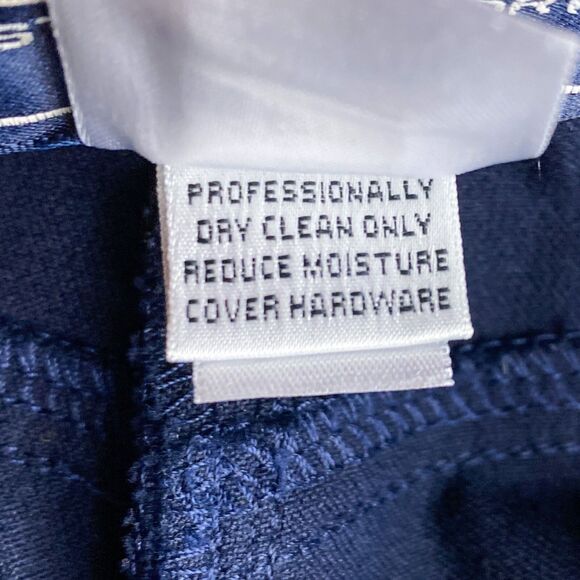 PROFESSIONALLY
DRY CLEAN ONLY
REDUCE MOISTURE
COVER HARDWARE